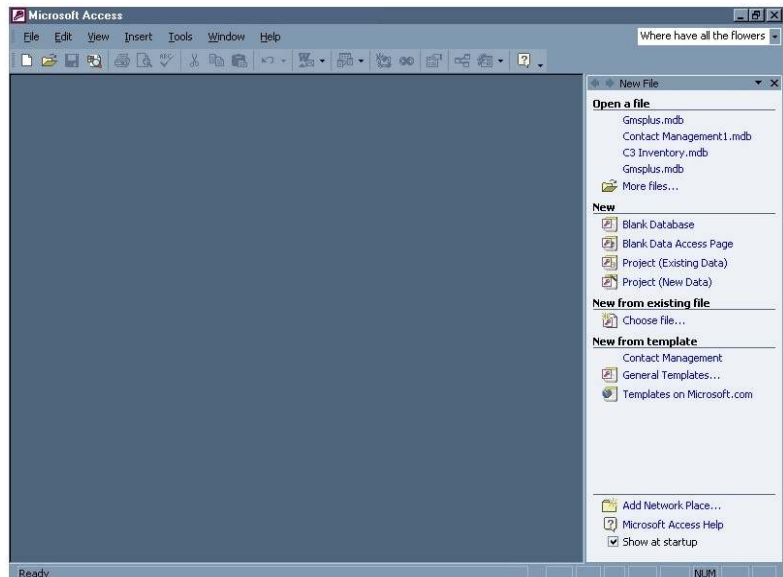 Microsoft Access
File Edit View Insert Tools Window Help
Where have all the flowers
New File
Open a file
Gmsplus.mdb
Contact Management1.mdb
C3 Inventory.mdb
Gmsplus.mdb
More files...
New
Blank Database
Blank Data Access Page
Project (Existing Data)
Project (New Data)
New from existing file
Choose file...
New from template
Contact Management
General Templates...
Templates on Microsoft.com
Add Network Place...
Microsoft Access Help
Show at startup
Ready
NUM